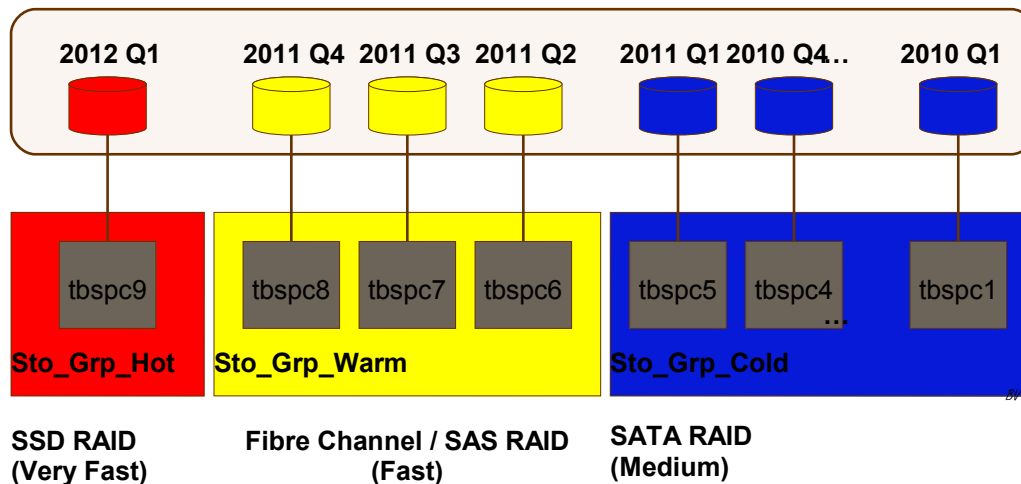 2012 Q1 2011 Q4 2011 Q3 2011 Q2 2011 Q1 2010 Q4... 2010 Q1
tbspc9 tbspc8 tbspc7 tbspc6 tbspc5 tbspc4 ... tbspc1
Sto_Grp_Hot Sto_Grp_Warm Sto_Grp_Cold
SSD RAID
(Very Fast)
Fibre Channel / SAS RAID
(Fast)
SATA RAID
(Medium)